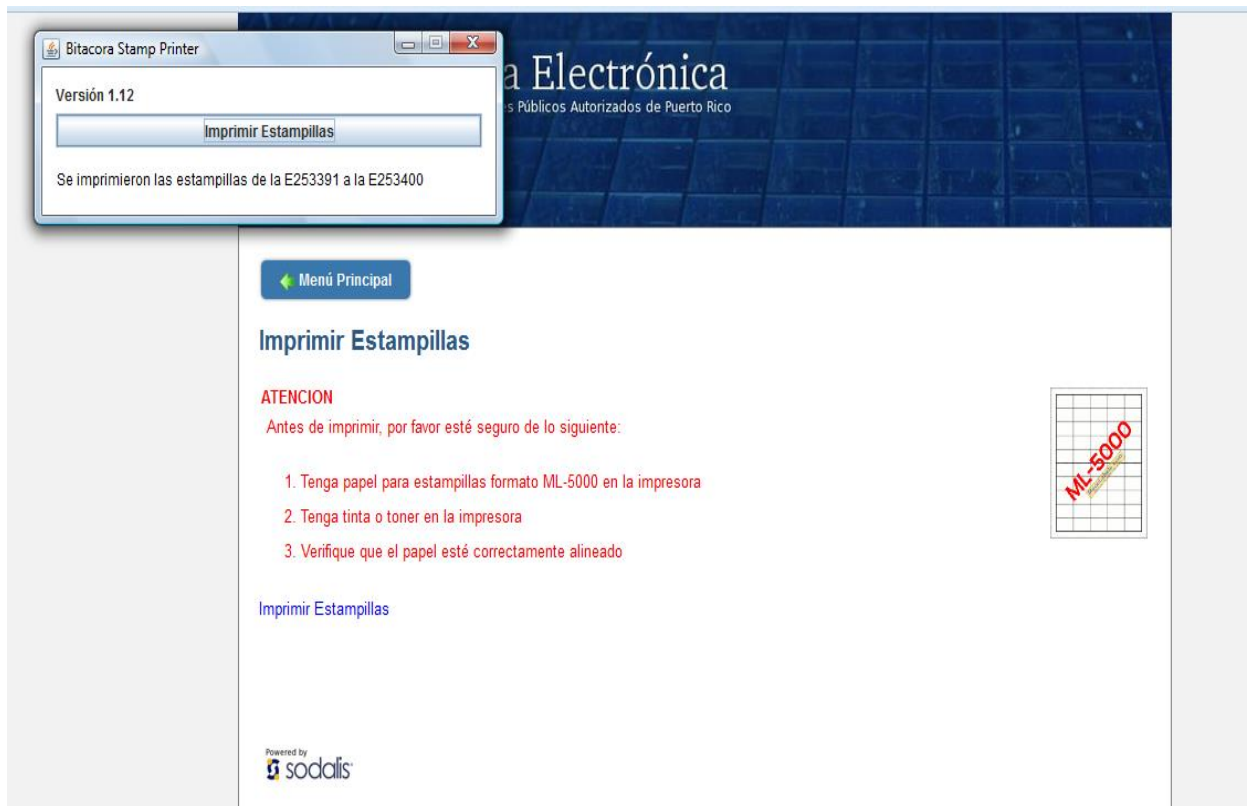 Bitacora Stamp Printer
Versión 1.12
Imprimir Estampillas
Se imprimieron las estampillas de la E253391 a la E253400
a Electrónica
s Públicos Autorizados de Puerto Rico
Menú Principal
Imprimir Estampillas
ATENCION
Antes de imprimir, por favor esté seguro de lo siguiente:
1. Tenga papel para estampillas formato ML-5000 en la impresora
2. Tenga tinta o toner en la impresora
3. Verifique que el papel esté correctamente alineado
ML-5000
Imprimir Estampillas
Powered by
sodalis